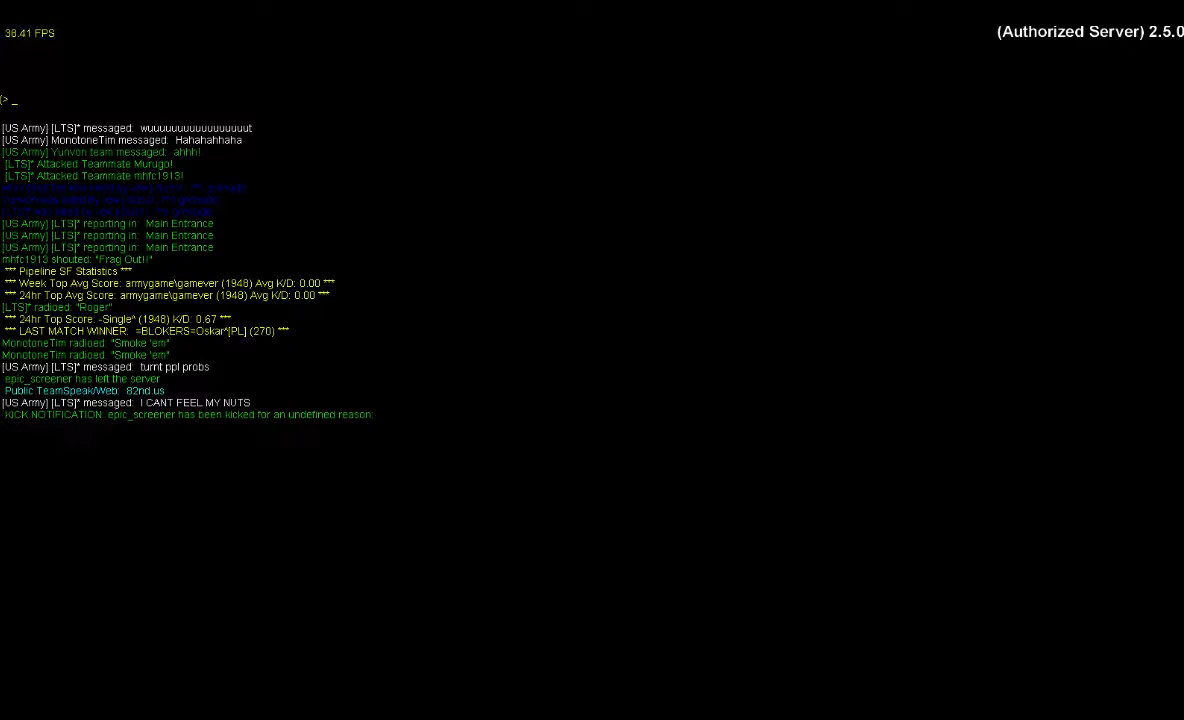 38.41 FPS
(Authorized Server) 2.5.0
(> _
[US Army] [LTS]* messaged: wuuuuuuuuuuuuuuuuut
[US Army] MonotoneTim messaged: Hahahahhaha
[US Army] Yunvon team messaged: ahhh!
[LTS]* Attacked Teammate Murugo!
[LTS]* Attacked Teammate mhfc1913!
[US Army] [LTS]* reporting in: Main Entrance
[US Army] [LTS]* reporting in: Main Entrance
[US Army] [LTS]* reporting in: Main Entrance
mhfc1913 shouted: "Frag Out!!"
*** Pipeline SF Statistics ***
*** Week Top Avg Score: armygame\gamever (1948) Avg K/D: 0.00 ***
*** 24hr Top Avg Score: armygame\gamever (1948) Avg K/D: 0.00 ***
[LTS]* radioed: "Roger"
*** 24hr Top Score: -Single^ (1948) K/D: 0.67 ***
*** LAST MATCH WINNER: =BLOKERS=Oskar^[PL] (270) ***
MonotoneTim radioed: "Smoke 'em"
MonotoneTim radioed: "Smoke 'em"
[US Army] [LTS]* messaged: turnt ppl probs
epic_screener has left the server
Public TeamSpeak/Web: 82nd.us
[US Army] [LTS]* messaged: I CANT FEEL MY NUTS
KICK NOTIFICATION: epic_screener has been kicked for an undefined reason: